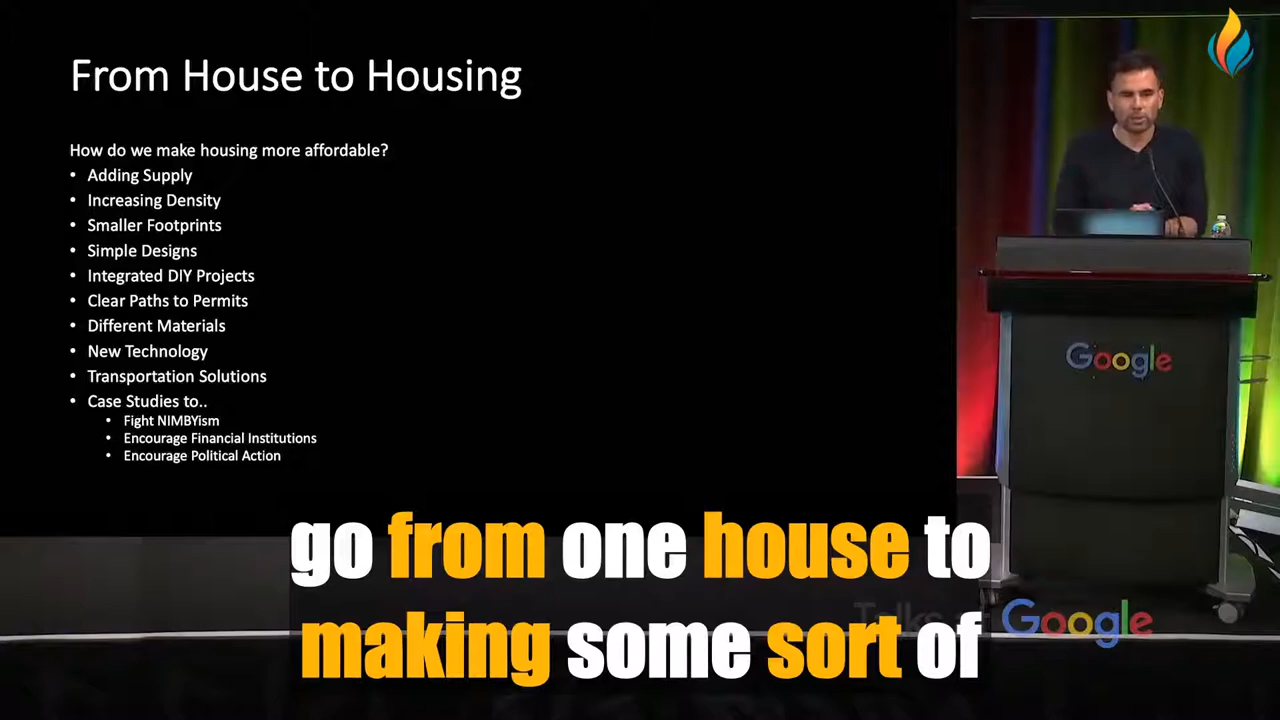 From House to Housing
How do we make housing more affordable?
• Adding Supply
• Increasing Density
• Smaller Footprints
• Simple Designs
• Integrated DIY Projects
• Clear Paths to Permits
• Different Materials
• New Technology
• Transportation Solutions
• Case Studies to..
• Fight NIMBYism
• Encourage Financial Institutions
• Encourage Political Action
Google
go from one house to
making some sort of
Talks at Google